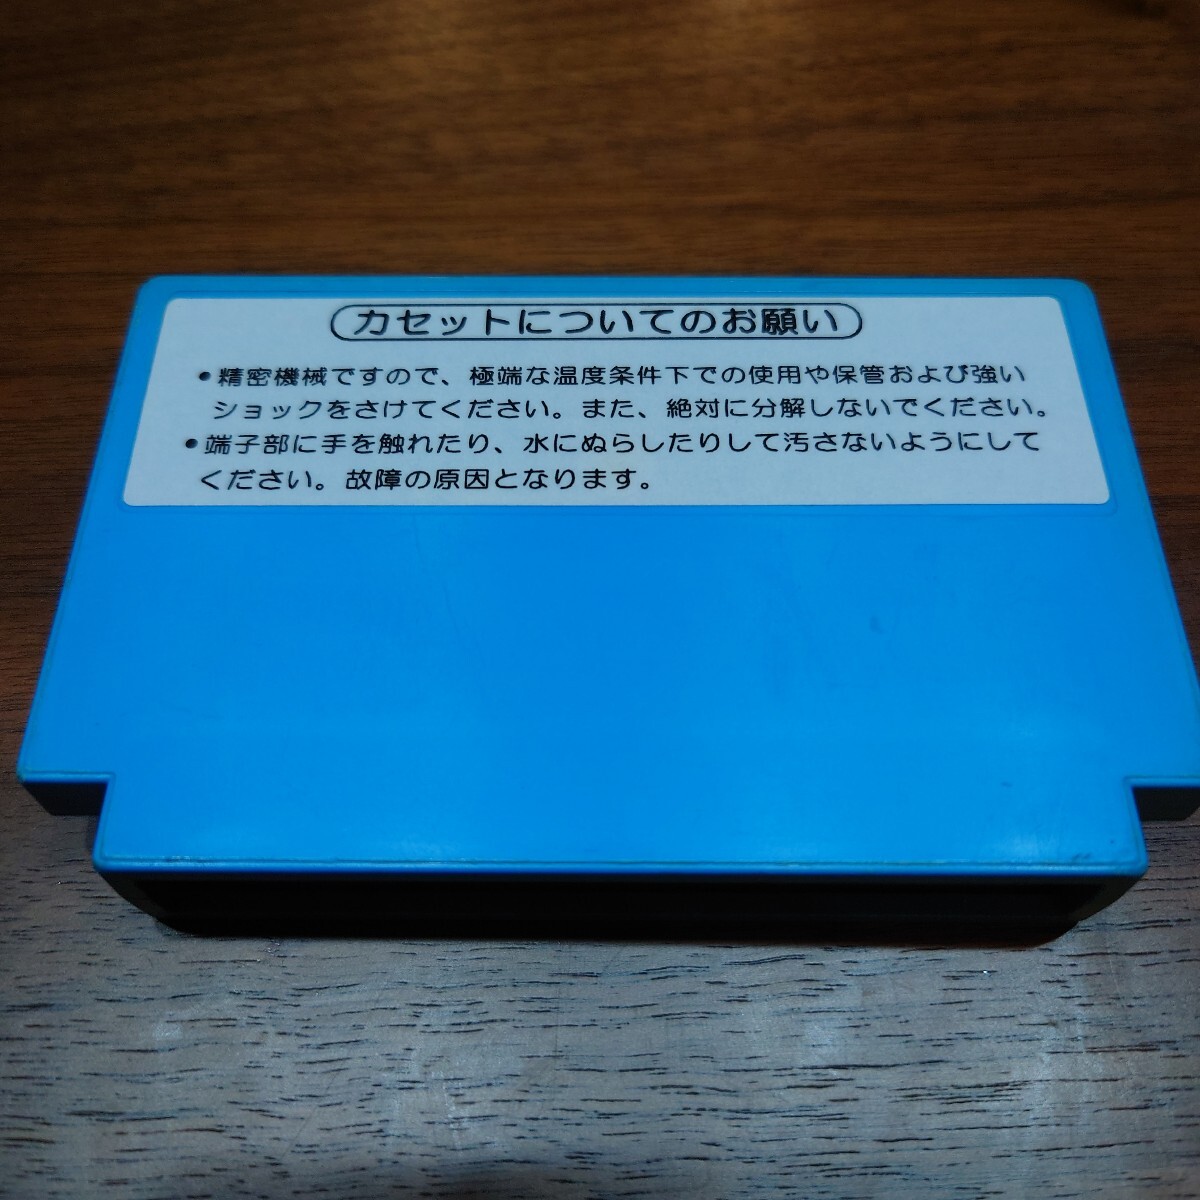 カセットについてのお願い
●精密機械ですので、極端な温度条件下での使用や保管および強い
ショックをさけてください。また、絶対に分解しないでください。
●端子部に手を触れたり、水にぬらしたりして汚さないようにして
ください。故障の原因となります。